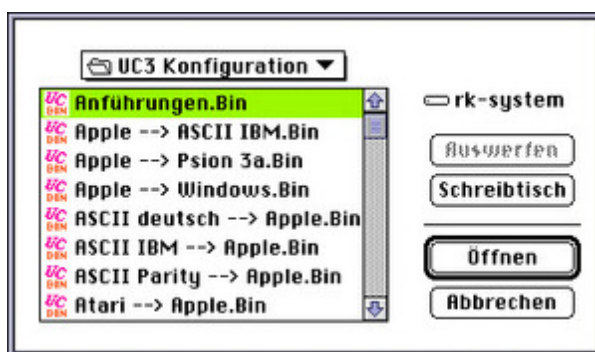 UC3 Konfiguration
Anführungen.Bin
Apple --> ASCII IBM.Bin
Apple --> Psion 3a.Bin
Apple --> Windows.Bin
ASCII deutsch --> Apple.Bin
ASCII IBM --> Apple.Bin
ASCII Parity --> Apple.Bin
Atari --> Apple.Bin
rk-system
Auswerfen
Schreibtisch
Öffnen
Abbrechen